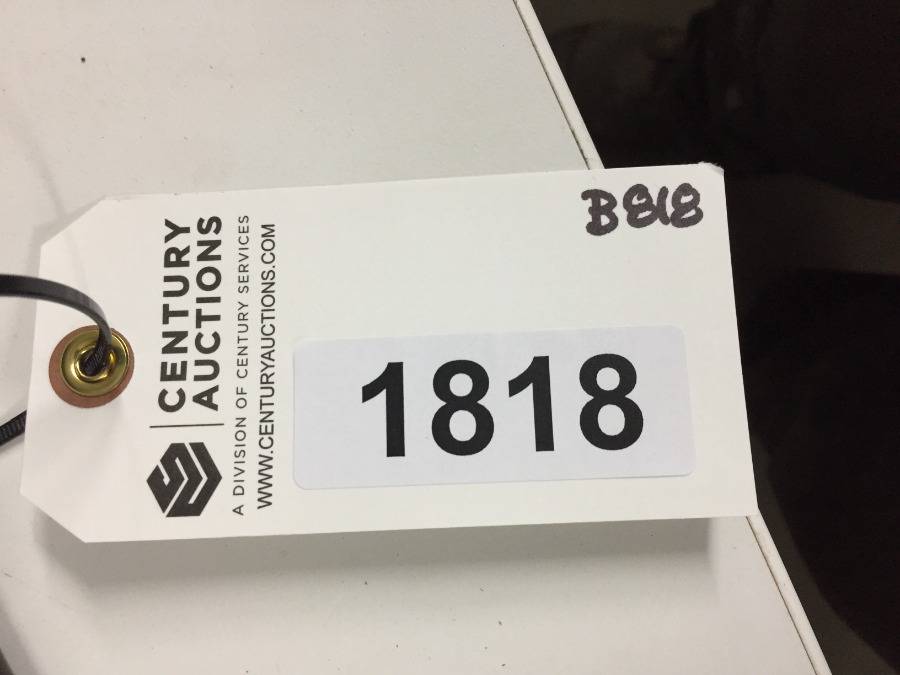 CENTURY
AUCTIONS
A DIVISION OF CENTURY SERVICES
WWW.CENTURYAUCTIONS.COM
B818
1818